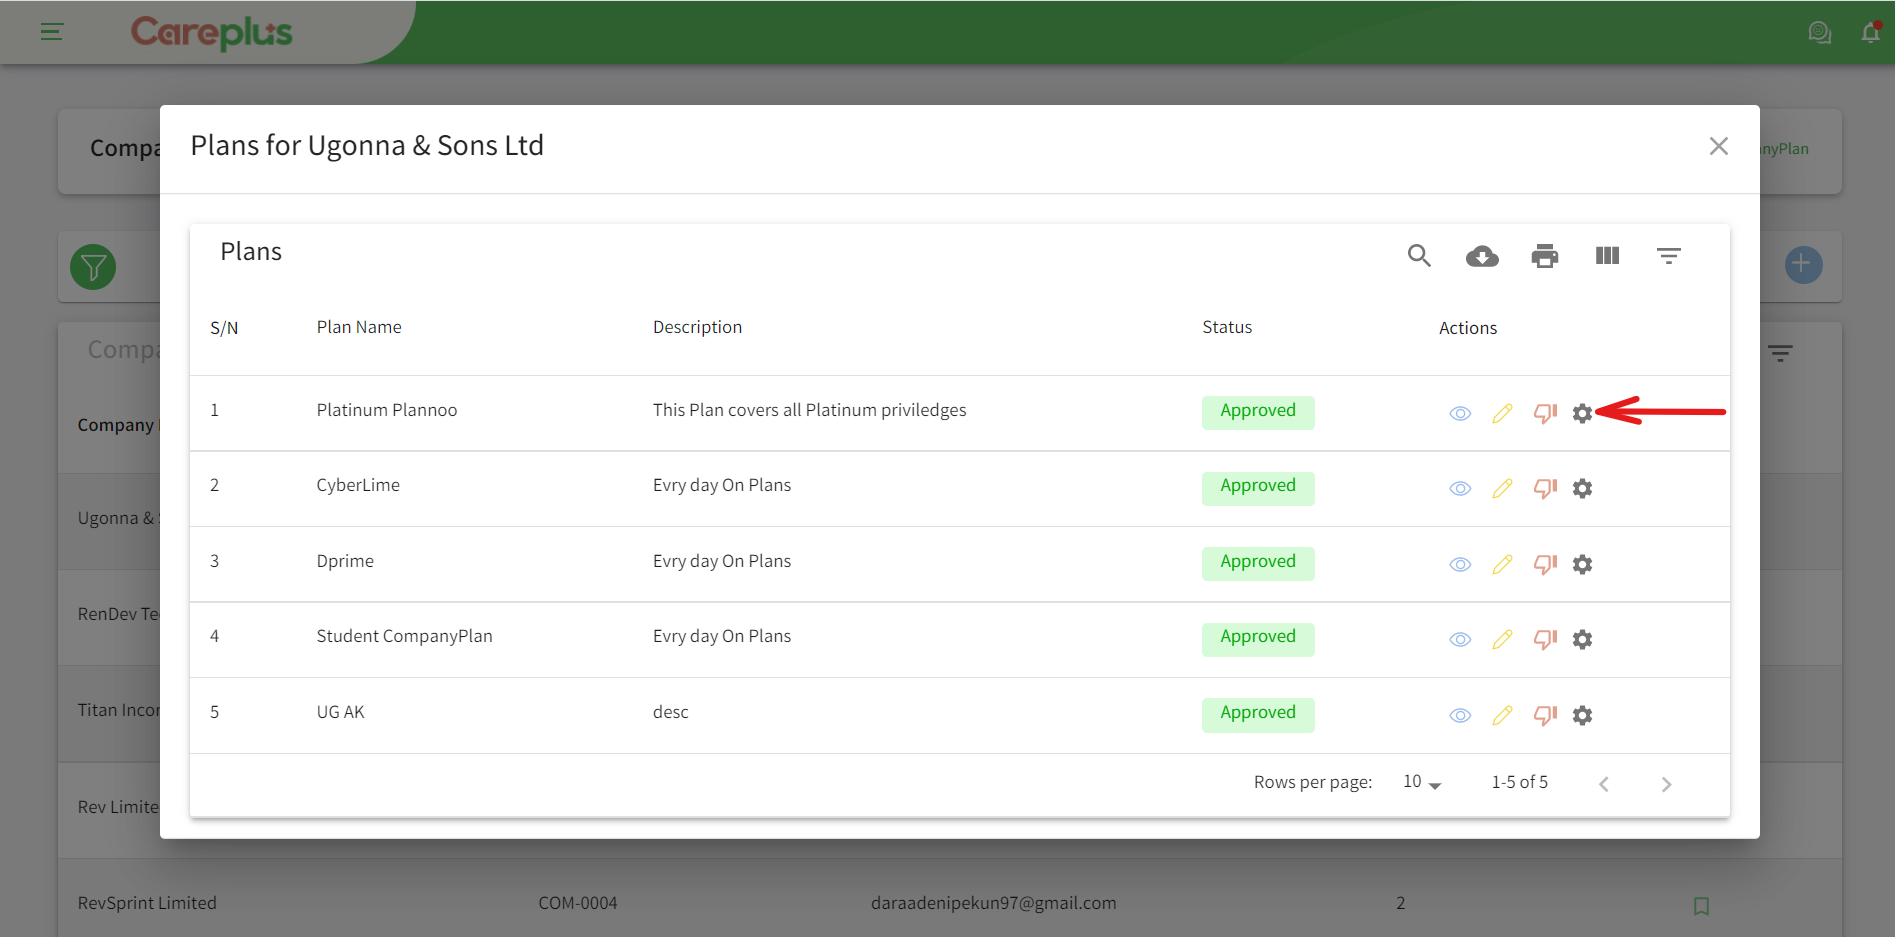 Careplus
Compa
Plans for Ugonna & Sons Ltd
nyPlan
Plans
S/N Plan Name Description Status Actions
Compa
1 Platinum Plannoo This Plan covers all Platinum priviledges Approved
Company
2 CyberLime Evry day On Plans Approved
Ugonna &
3 Dprime Evry day On Plans Approved
RenDev Te
4 Student CompanyPlan Evry day On Plans Approved
Titan Incor
5 UG AK desc Approved
Rows per page: 10 1-5 of 5
Rev Limite
RevSprint Limited COM-0004 daraadenipekun97@gmail.com 2